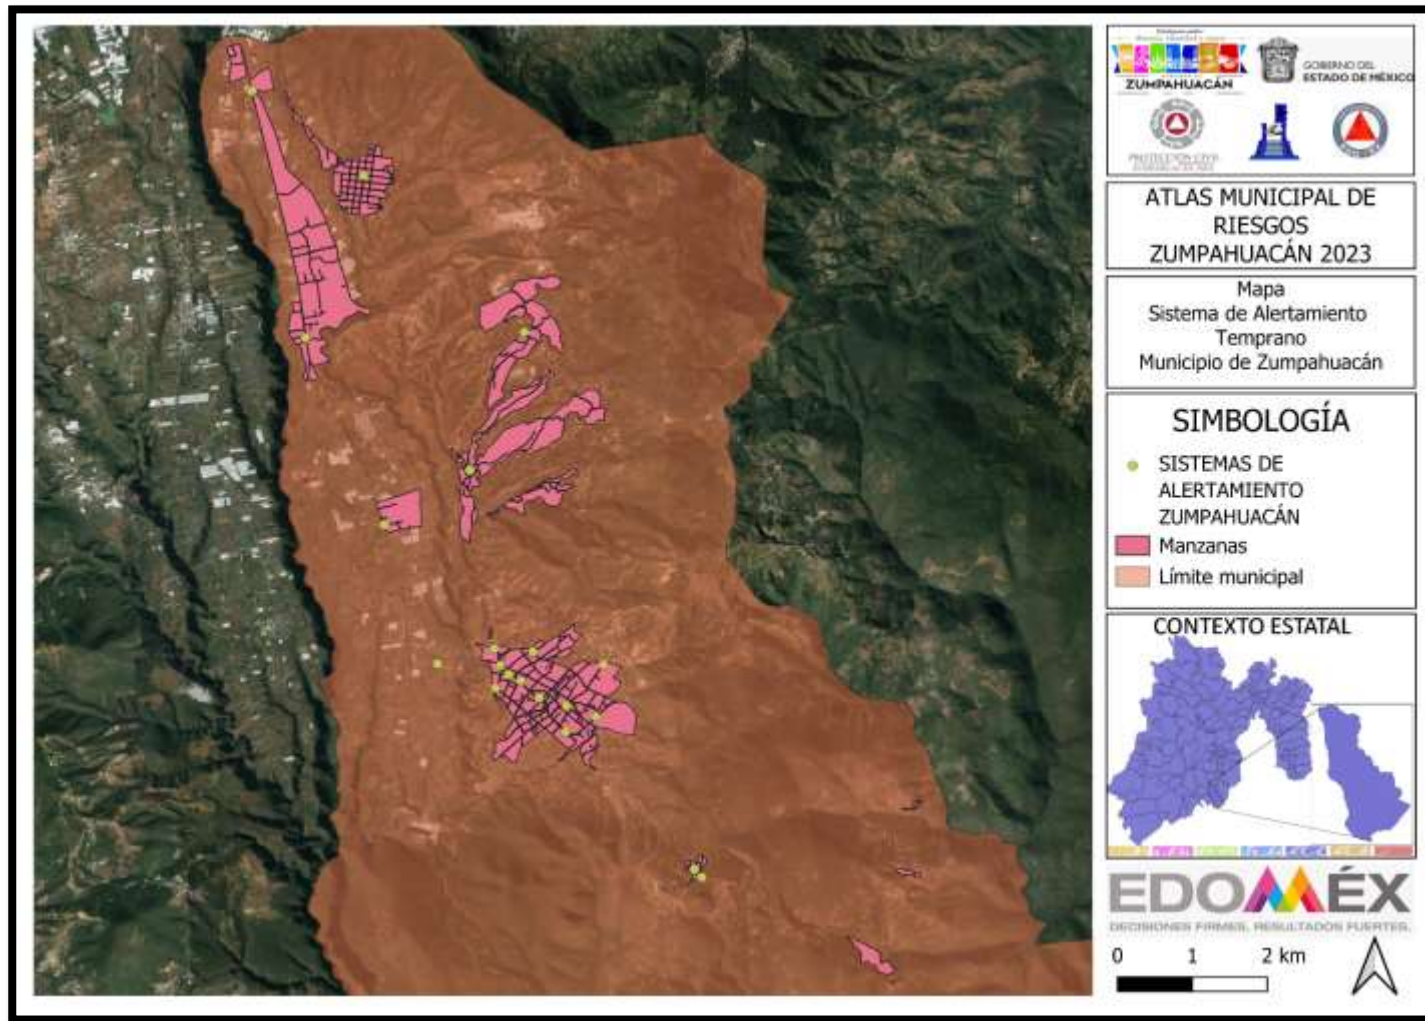 ZUMPAHUACÁN
GOBIERNO DEL
ESTADO DE MÉXICO
PROTECCIÓN CIVIL
ATLAS MUNICIPAL DE
RIESGOS
ZUMPAHUACÁN 2023
Mapa
Sistema de Alertamiento
Temprano
Municipio de Zumpahuacán
SIMBOLOGÍA
SISTEMAS DE
ALERTAMIENTO
ZUMPAHUACÁN
Manzanas
Límite municipal
CONTEXTO ESTATAL
EDOMÉX
DECISIONES FIRMES, RESULTADOS FUERTES.
0 1 2 km